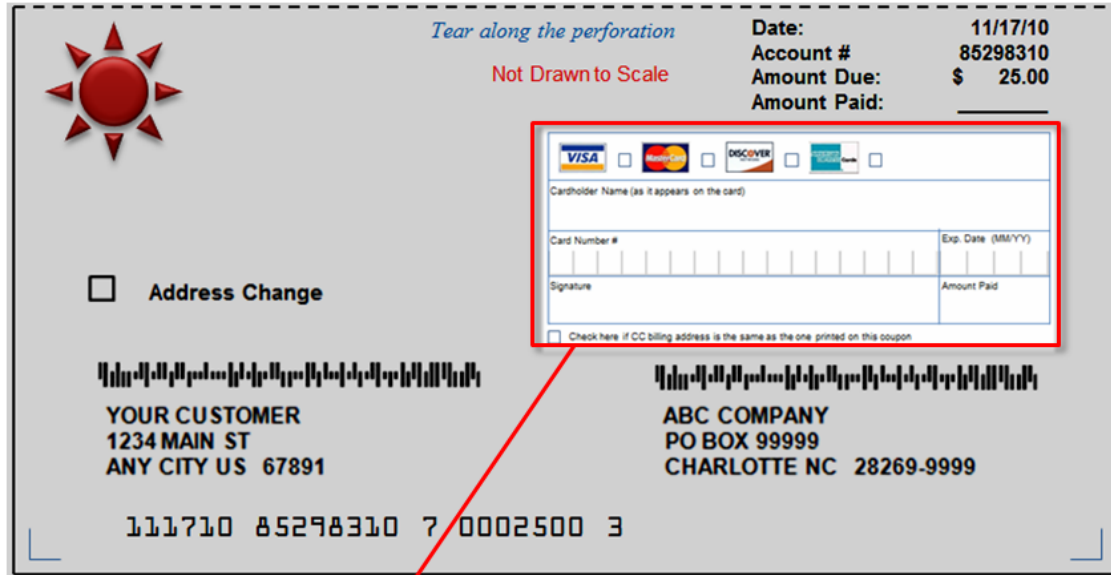 Tear along the perforation
Not Drawn to Scale
Date: 11/17/10
Account # 85298310
Amount Due: $ 25.00
Amount Paid:
VISA MasterCard DISCOVER Cards
Cardholder Name (as it appears on the card)
Card Number # Exp. Date (MM/YY)
Signature Amount Paid
Check here if CC billing address is the same as the one printed on this coupon
Address Change
YOUR CUSTOMER
1234 MAIN ST
ANY CITY US 67891
ABC COMPANY
PO BOX 99999
CHARLOTTE NC 28269-9999
111710 85298310 7 0002500 3